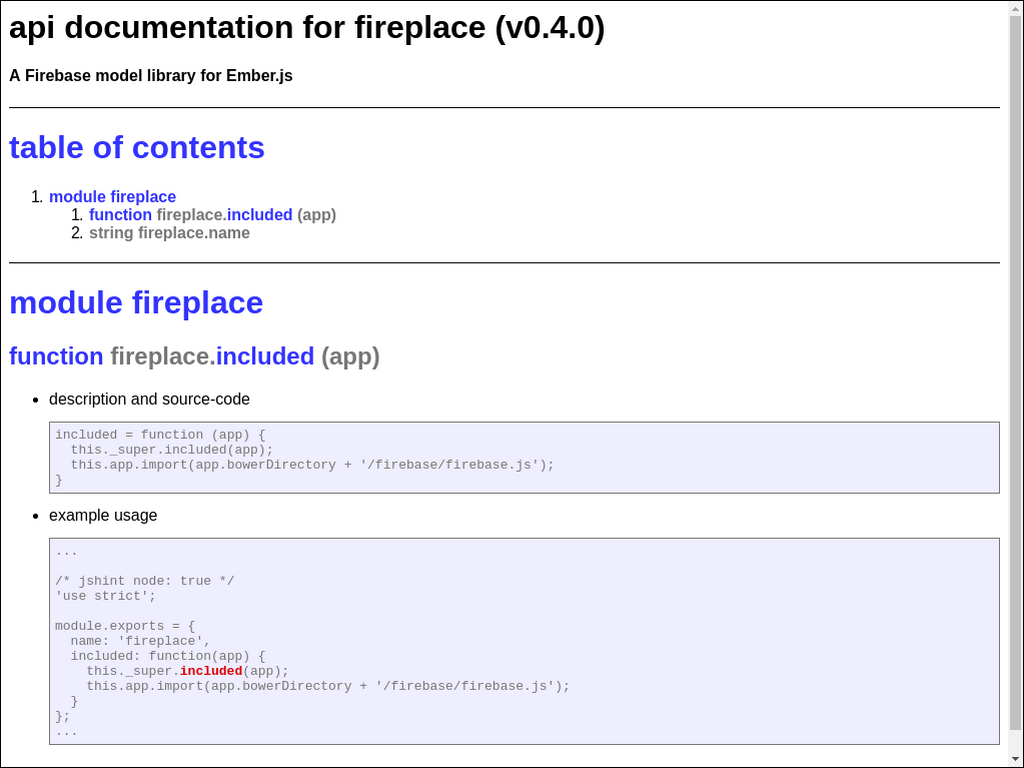 api documentation for fireplace (v0.4.0)
A Firebase model library for Ember.js
table of contents
1. module fireplace
1. function fireplace.included (app)
2. string fireplace.name
module fireplace
function fireplace.included (app)
• description and source-code
included = function (app) {
  this._super.included(app);
  this.app.import(app.bowerDirectory + '/firebase/firebase.js');
}
• example usage
...
/* jshint node: true */
'use strict';
module.exports = {
  name: 'fireplace',
  included: function(app) {
    this._super.included(app);
    this.app.import(app.bowerDirectory + '/firebase/firebase.js');
  }
};
...